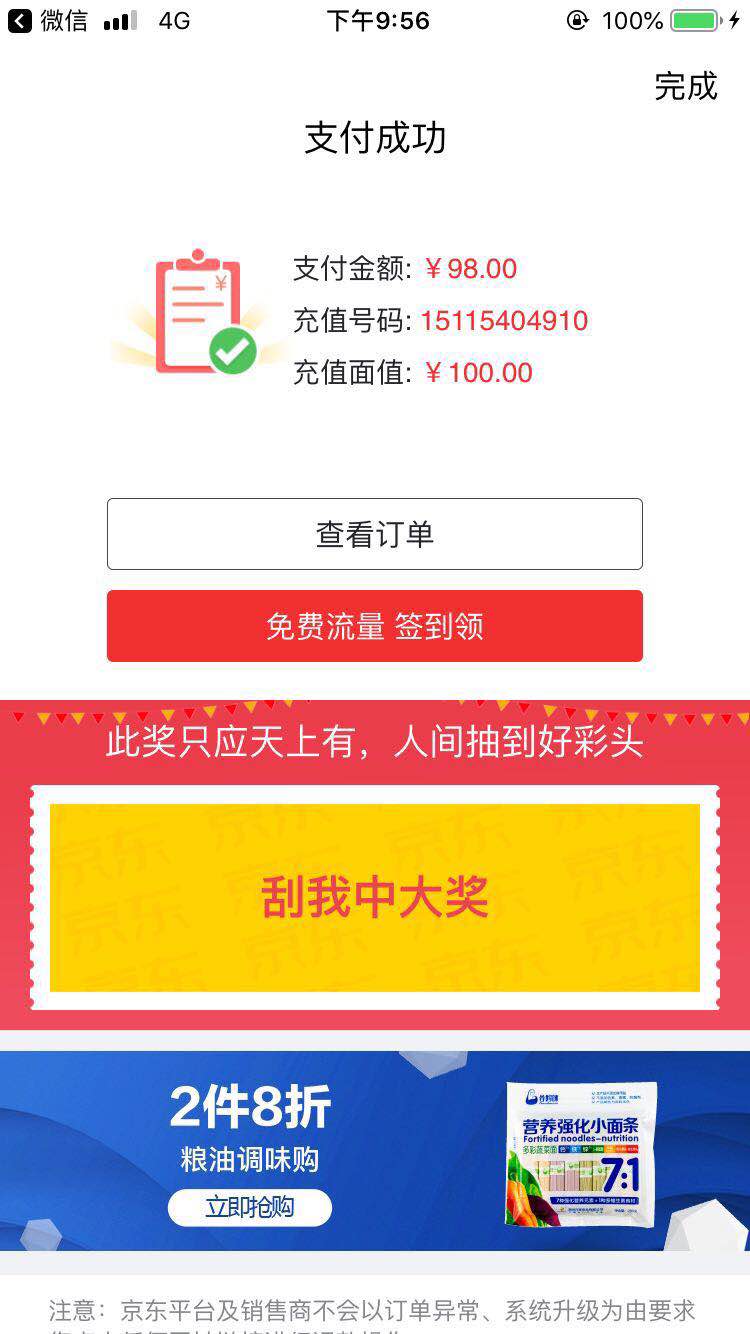 微信 4G 下午9:56 100%
完成
支付成功
支付金额: ￥98.00
充值号码: 15115404910
充值面值: ￥100.00
查看订单
免费流量 签到领
此奖只应天上有，人间抽到好彩头
刮我中大奖
2件8折
粮油调味购
立即抢购
营养强化小面条
Fortified noodles-nutrition
7:1
注意：京东平台及销售商不会以订单异常、系统升级为由要求